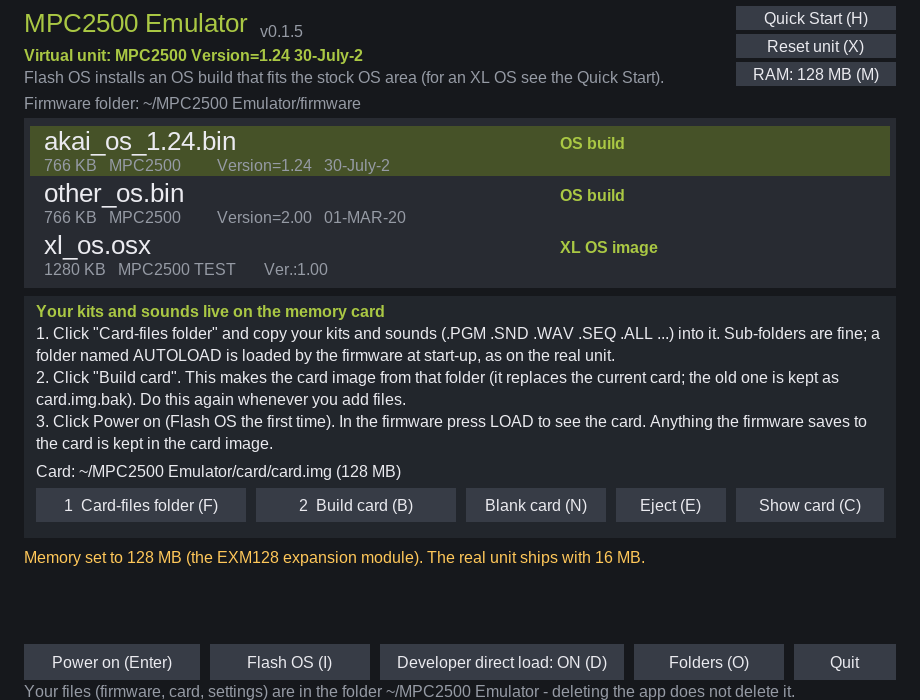 MPC2500 Emulator v0.1.5
Quick Start (H)
Virtual unit: MPC2500 Version=1.24 30-July-2
Reset unit (X)
Flash OS installs an OS build that fits the stock OS area (for an XL OS see the Quick Start).
RAM: 128 MB (M)
Firmware folder: ~/MPC2500 Emulator/firmware
akai_os_1.24.bin OS build
766 KB MPC2500 Version=1.24 30-July-2
other_os.bin OS build
766 KB MPC2500 Version=2.00 01-MAR-20
xl_os.osx XL OS image
1280 KB MPC2500 TEST Ver.:1.00
Your kits and sounds live on the memory card
1. Click "Card-files folder" and copy your kits and sounds (.PGM .SND .WAV .SEQ .ALL ...) into it. Sub-folders are fine; a
folder named AUTOLOAD is loaded by the firmware at start-up, as on the real unit.
2. Click "Build card". This makes the card image from that folder (it replaces the current card; the old one is kept as
card.img.bak). Do this again whenever you add files.
3. Click Power on (Flash OS the first time). In the firmware press LOAD to see the card. Anything the firmware saves to
the card is kept in the card image.
Card: ~/MPC2500 Emulator/card/card.img (128 MB)
1 Card-files folder (F) 2 Build card (B) Blank card (N) Eject (E) Show card (C)
Memory set to 128 MB (the EXM128 expansion module). The real unit ships with 16 MB.
Power on (Enter) Flash OS (I) Developer direct load: ON (D) Folders (O) Quit
Your files (firmware, card, settings) are in the folder ~/MPC2500 Emulator - deleting the app does not delete it.